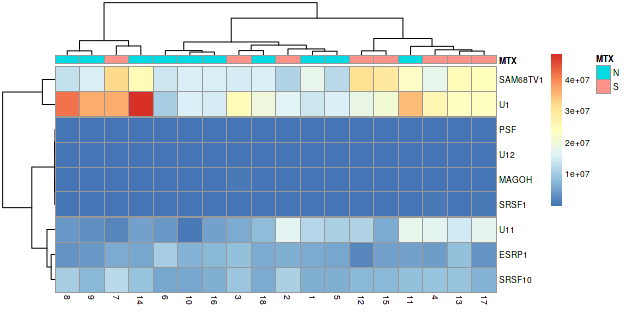 MTX
SAM68TV1
U1
PSF
U12
MAGOH
SRSF1
U11
ESRP1
SRSF10
8 9 7 14 6 10 16 3 18 2 1 5 12 15 11 4 13 17
4e+07
3e+07
2e+07
1e+07
MTX
N
S